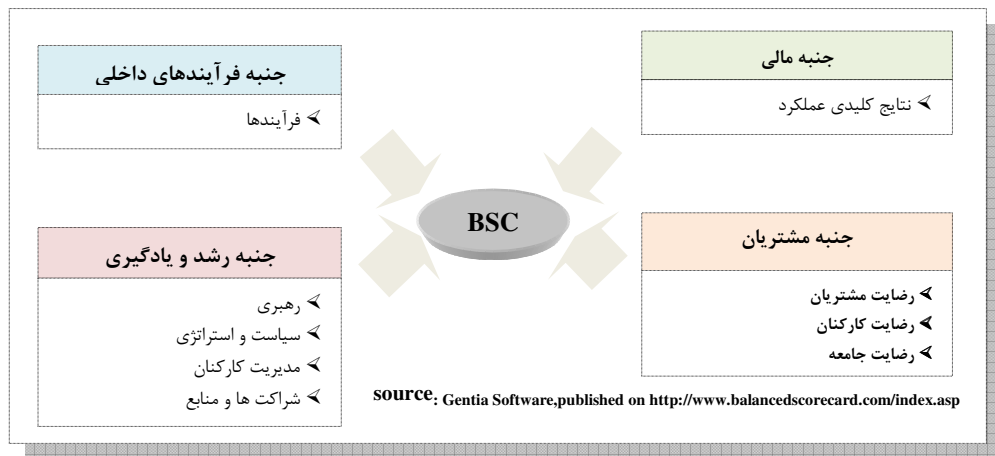 جنبه مالی
نتایج کلیدی عملکرد
جنبه فرآیندهای داخلی
فرآیندها
BSC
جنبه مشتریان
رضایت مشتریان
رضایت کارکنان
رضایت جامعه
جنبه رشد و یادگیری
رهبری
سیاست و استراتژی
مدیریت کارکنان
شراکت ها و منابع
source: Gentia Software,published on http://www.balancedscorecard.com/index.asp